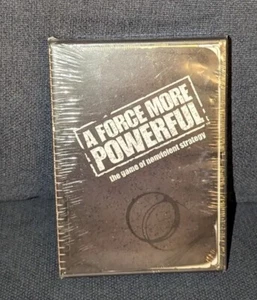 A FORCE MORE
POWERFUL
the game of nonviolent strategy